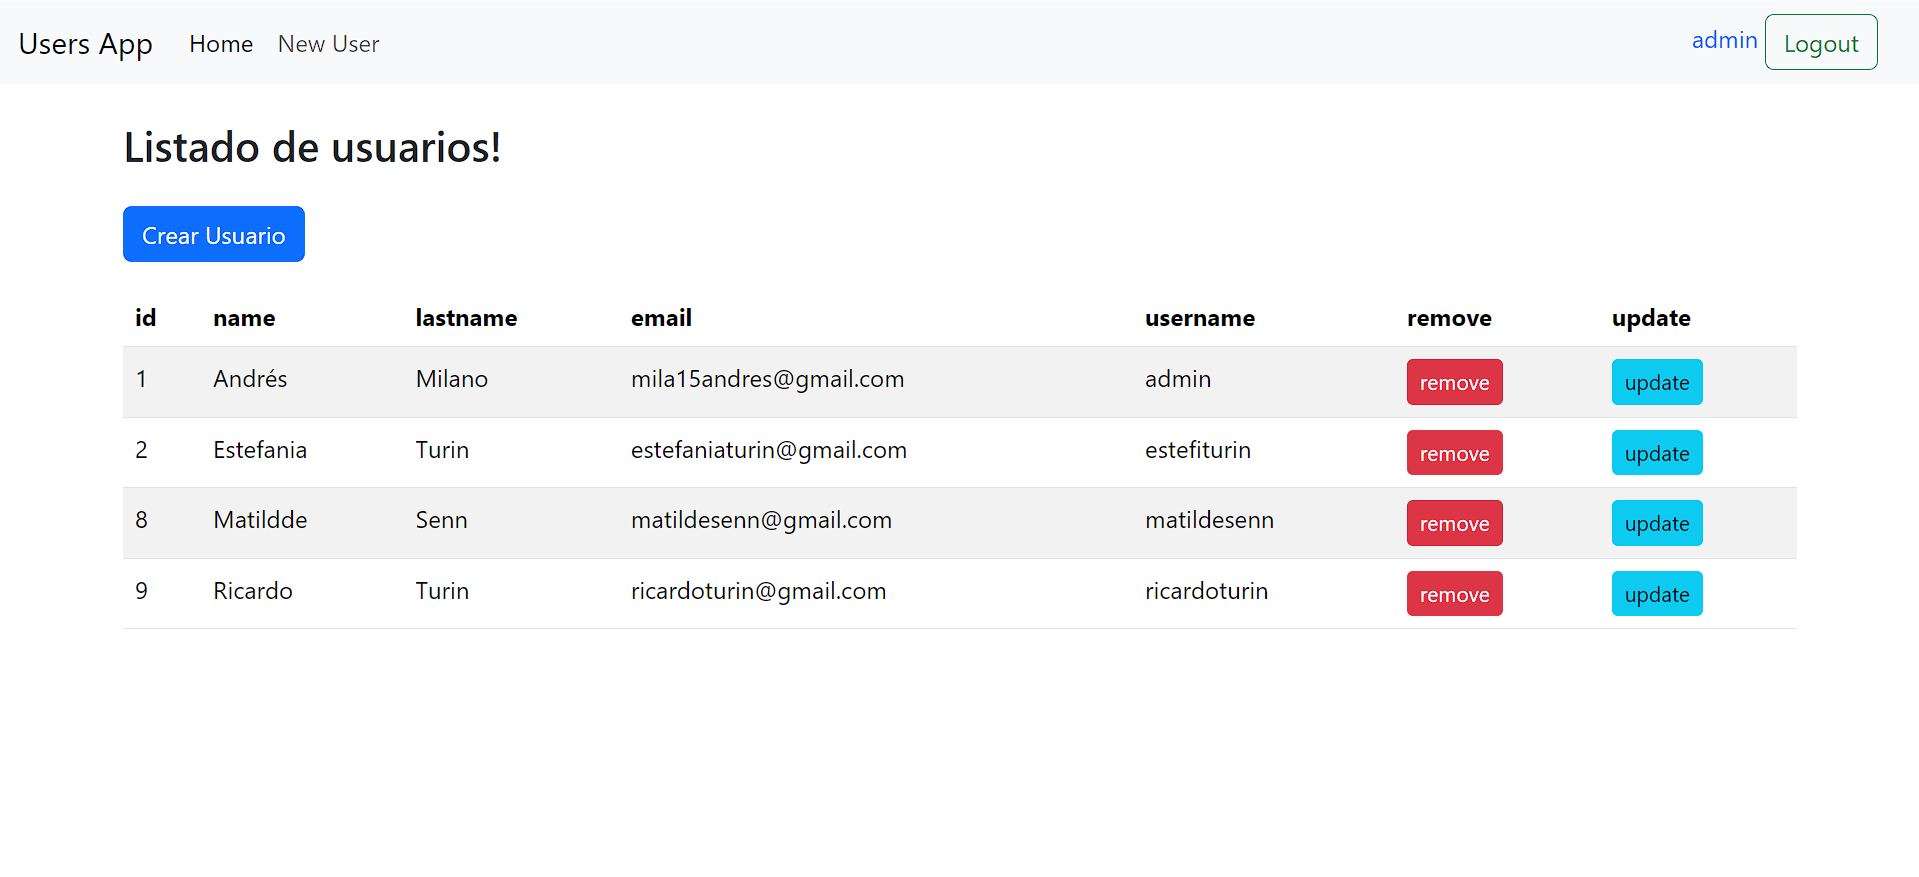 Users App Home New User admin Logout
Listado de usuarios!
Crear Usuario
id name lastname email username remove update
1 Andrés Milano mila15andres@gmail.com admin remove update
2 Estefania Turin estefaniaturin@gmail.com estefiturin remove update
8 Matildde Senn matildesenn@gmail.com matildesenn remove update
9 Ricardo Turin ricardoturin@gmail.com ricardoturin remove update